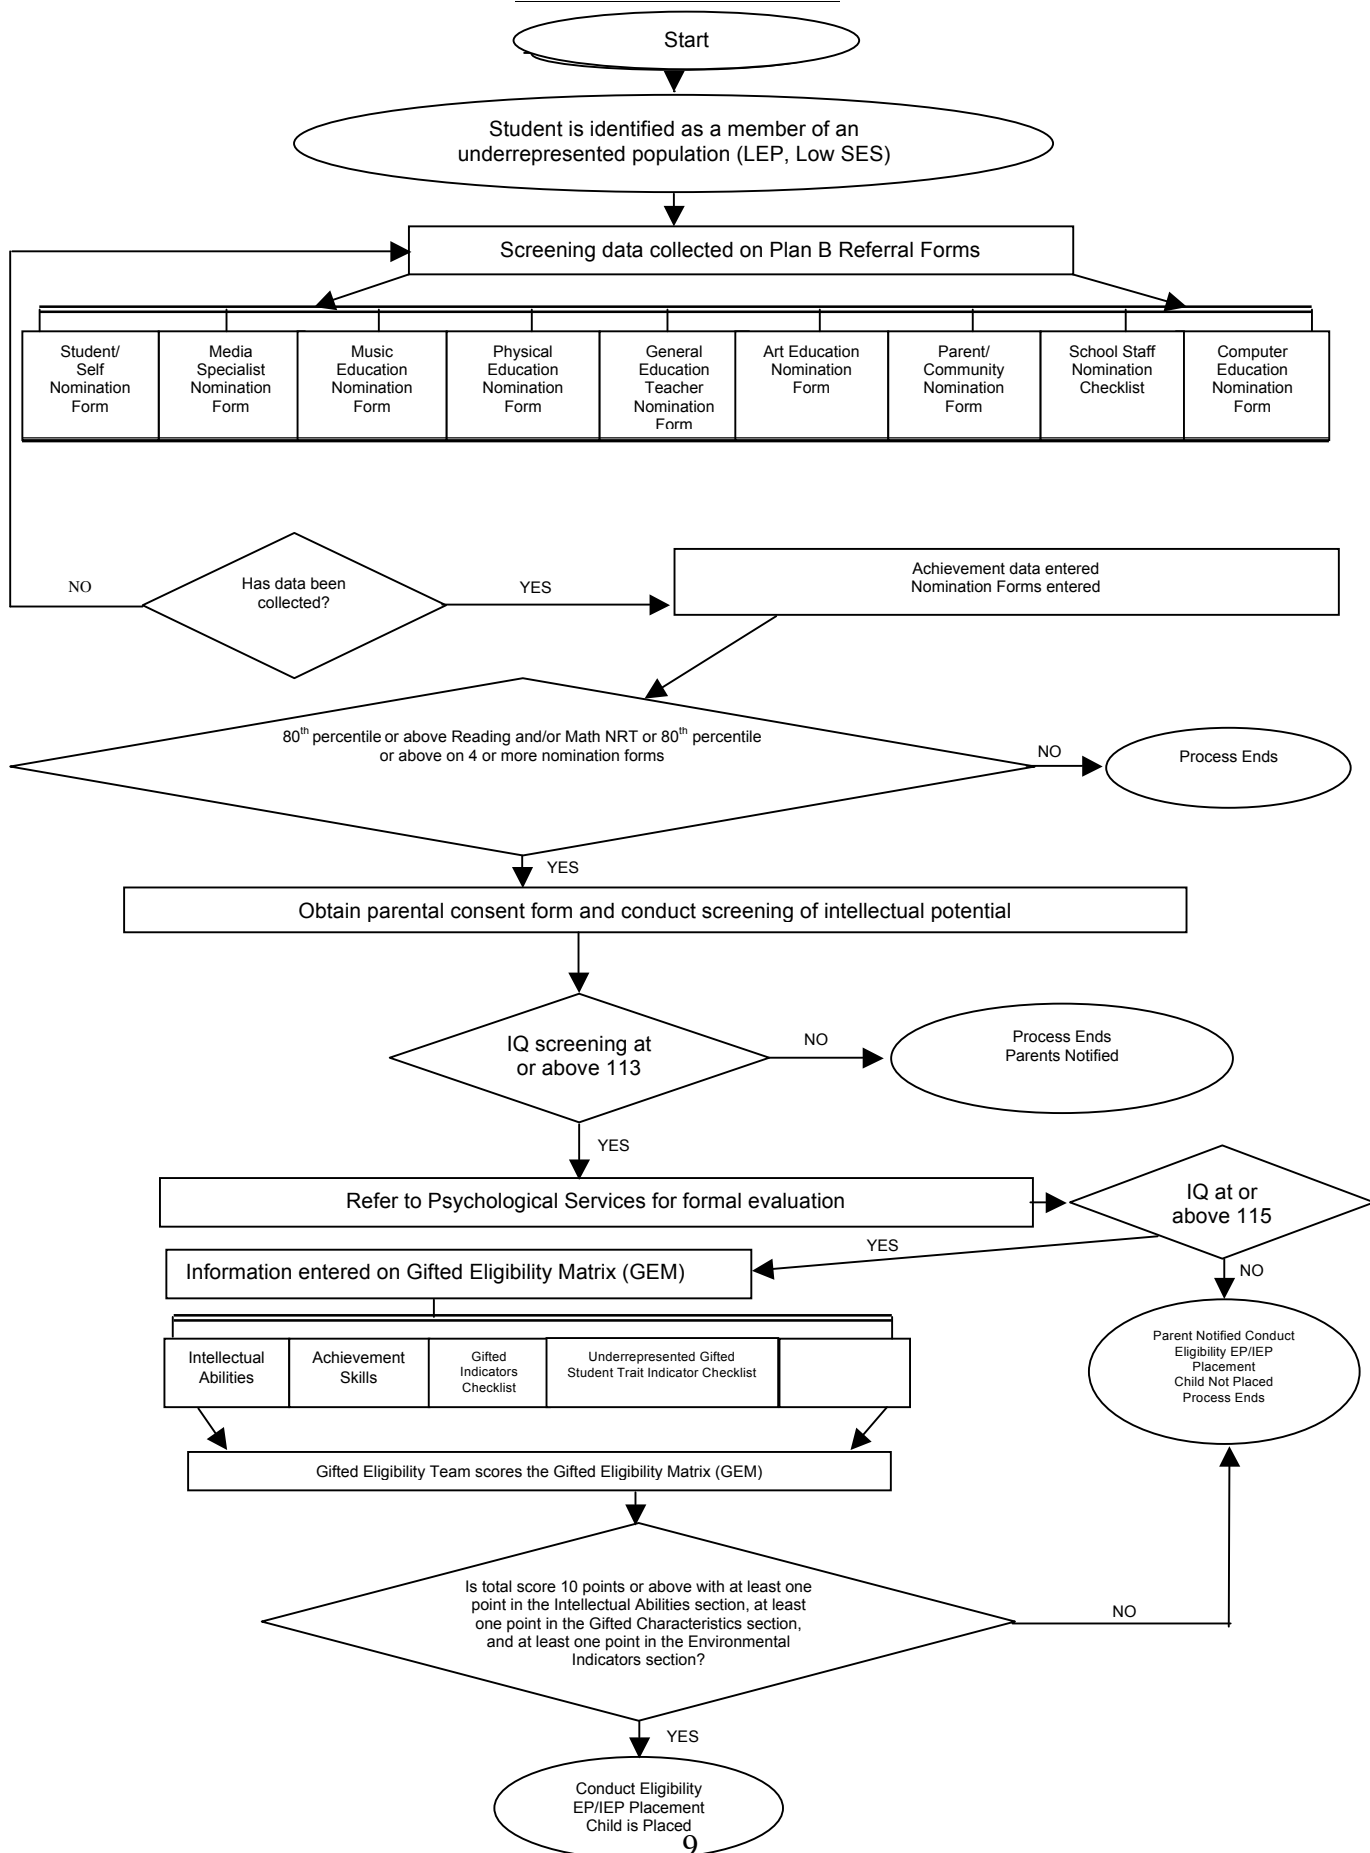 Start
Student is identified as a member of an
underrepresented population (LEP, Low SES)
Screening data collected on Plan B Referral Forms
Student/
Self
Nomination
Form
Media
Specialist
Nomination
Form
Music
Education
Nomination
Form
Physical
Education
Nomination
Form
General
Education
Teacher
Nomination
Form
Art Education
Nomination
Form
Parent/
Community
Nomination
Form
School Staff
Nomination
Checklist
Computer
Education
Nomination
Form
NO
Has data been
collected?
YES
Achievement data entered
Nomination Forms entered
80th percentile or above Reading and/or Math NRT or 80th percentile
or above on 4 or more nomination forms
NO
Process Ends
YES
Obtain parental consent form and conduct screening of intellectual potential
IQ screening at
or above 113
NO
Process Ends
Parents Notified
YES
Refer to Psychological Services for formal evaluation
IQ at or
above 115
YES
NO
Information entered on Gifted Eligibility Matrix (GEM)
Intellectual
Abilities
Achievement
Skills
Gifted
Indicators
Checklist
Underrepresented Gifted
Student Trait Indicator Checklist
Parent Notified Conduct
Eligibility EP/IEP
Placement
Child Not Placed
Process Ends
Gifted Eligibility Team scores the Gifted Eligibility Matrix (GEM)
Is total score 10 points or above with at least one
point in the Intellectual Abilities section, at least
one point in the Gifted Characteristics section,
and at least one point in the Environmental
Indicators section?
NO
YES
Conduct Eligibility
EP/IEP Placement
Child is Placed
9